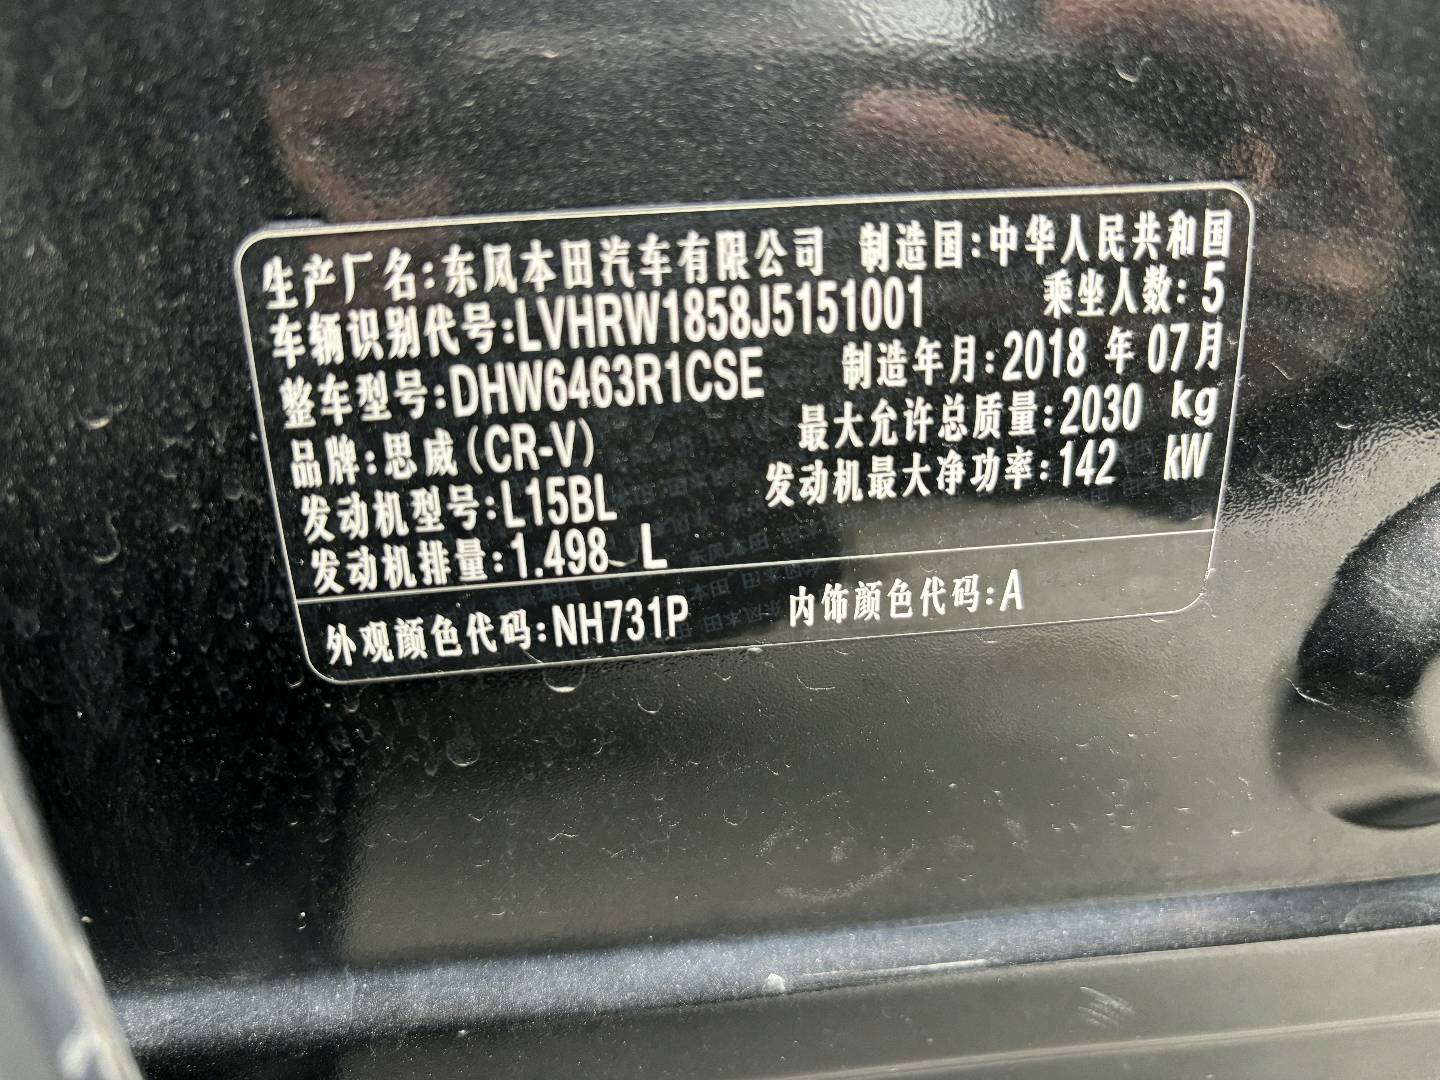 生产厂名:东风本田汽车有限公司 制造国:中华人民共和国
车辆识别代号:LVHRW1858J5151001 乘坐人数:5
整车型号:DHW6463R1CSE 制造年月:2018 年 07月
品牌:思威(CR-V) 最大允许总质量:2030 kg
发动机型号:L15BL 发动机最大净功率:142 kW
发动机排量:1.498 L
外观颜色代码:NH731P 内饰颜色代码:A